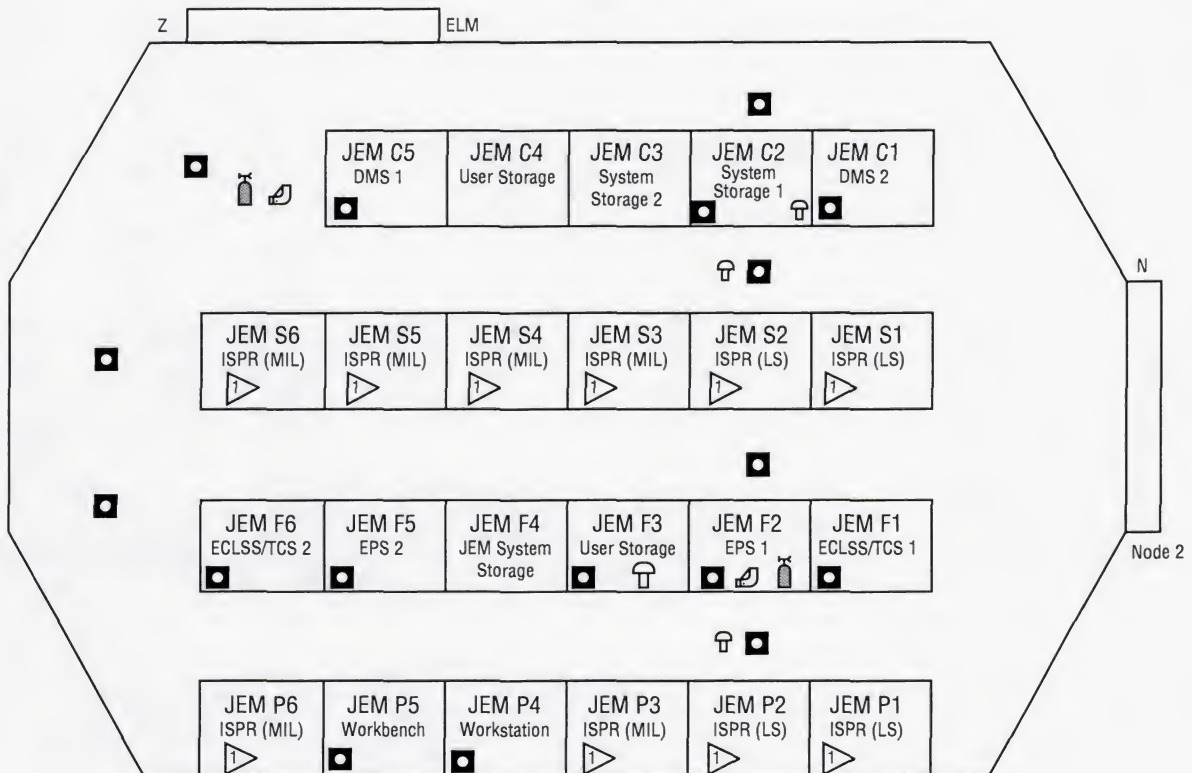 Z
ELM
JEM C5
DMS 1
JEM C4
User Storage
JEM C3
System
Storage 2
JEM C2
System
Storage 1
JEM C1
DMS 2
N
JEM S6
ISPR (MIL)
1
JEM S5
ISPR (MIL)
1
JEM S4
ISPR (MIL)
1
JEM S3
ISPR (MIL)
1
JEM S2
ISPR (LS)
1
JEM S1
ISPR (LS)
1
JEM F6
ECLSS/TCS 2
JEM F5
EPS 2
JEM F4
JEM System
Storage
JEM F3
User Storage
JEM F2
EPS 1
JEM F1
ECLSS/TCS 1
Node 2
JEM P6
ISPR (MIL)
1
JEM P5
Workbench
JEM P4
Workstation
JEM P3
ISPR (MIL)
1
JEM P2
ISPR (LS)
1
JEM P1
ISPR (LS)
1